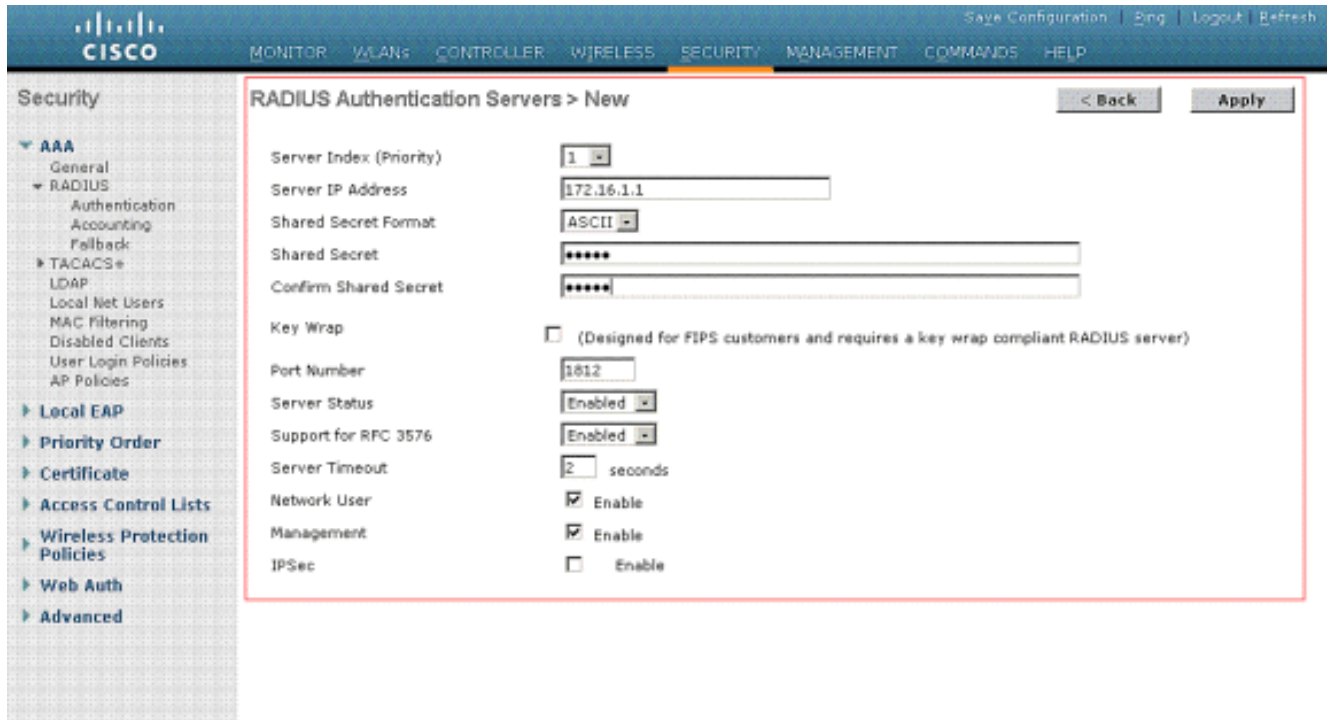 Save Configuration | Ping | Logout | Refresh
CISCO
MONITOR WLANs CONTROLLER WIRELESS SECURITY MANAGEMENT COMMANDS HELP
Security
AAA
General
RADIUS
Authentication
Accounting
Fallback
TACACS+
LDAP
Local Net Users
MAC Filtering
Disabled Clients
User Login Policies
AP Policies
Local EAP
Priority Order
Certificate
Access Control Lists
Wireless Protection
Policies
Web Auth
Advanced
RADIUS Authentication Servers > New
< Back Apply
Server Index (Priority) 1
Server IP Address 172.16.1.1
Shared Secret Format ASCII
Shared Secret •••••
Confirm Shared Secret •••••
Key Wrap (Designed for FIPS customers and requires a key wrap compliant RADIUS server)
Port Number 1812
Server Status Enabled
Support for RFC 3576 Enabled
Server Timeout 2 seconds
Network User Enable
Management Enable
IPSec Enable